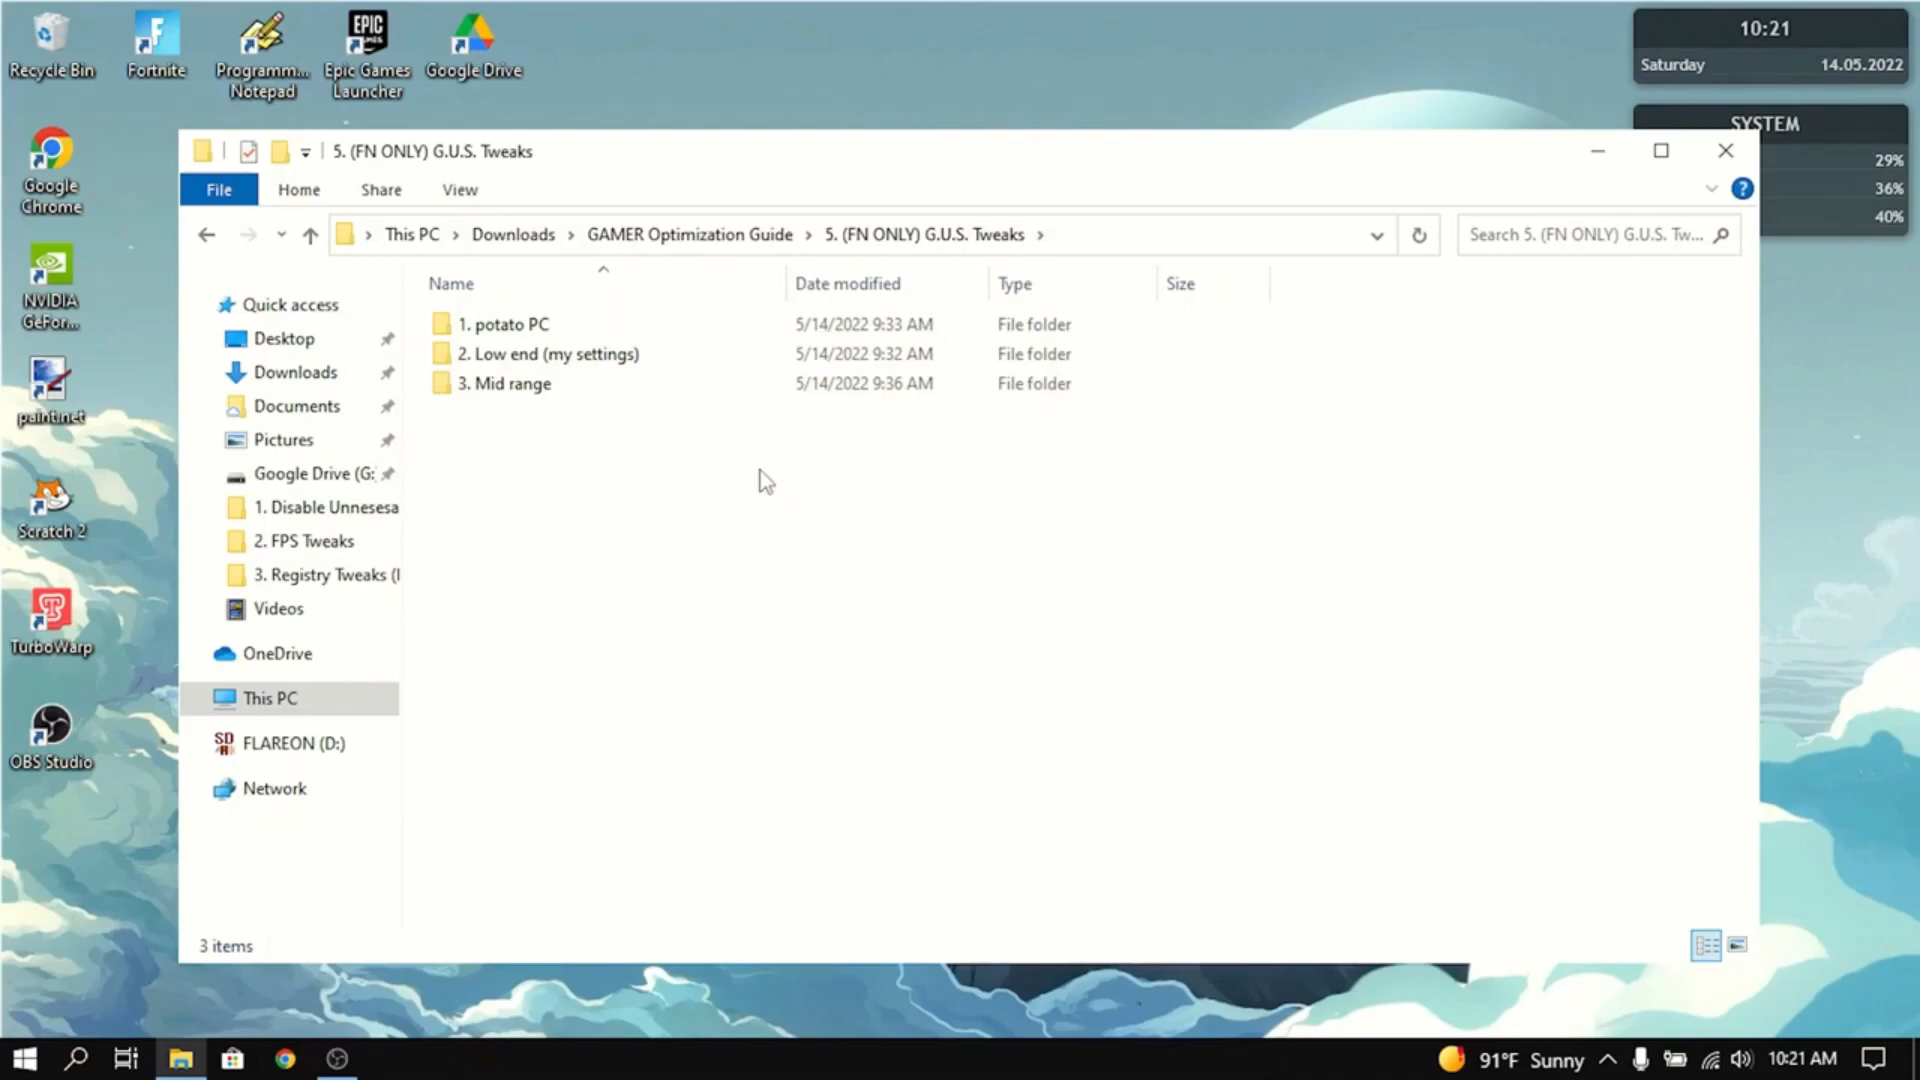 Recycle Bin
Fortnite
Programm...
Notepad
EPIC
GAMES
Epic Games
Launcher
Google Drive
10:21
Saturday 14.05.2022
SYSTEM
29%
36%
40%
Google
Chrome
NVIDIA
GeFor...
paint.net
Scratch 2
TurboWarp
OBS Studio
5. (FN ONLY) G.U.S. Tweaks
File Home Share View
This PC Downloads GAMER Optimization Guide 5. (FN ONLY) G.U.S. Tweaks
Search 5. (FN ONLY) G.U.S. Tw...
Name Date modified Type Size
1. potato PC 5/14/2022 9:33 AM File folder
2. Low end (my settings) 5/14/2022 9:32 AM File folder
3. Mid range 5/14/2022 9:36 AM File folder
Quick access
Desktop
Downloads
Documents
Pictures
Google Drive (G:
1. Disable Unnesesa
2. FPS Tweaks
3. Registry Tweaks (
Videos
OneDrive
This PC
FLAREON (D:)
Network
3 items
91°F Sunny
10:21 AM